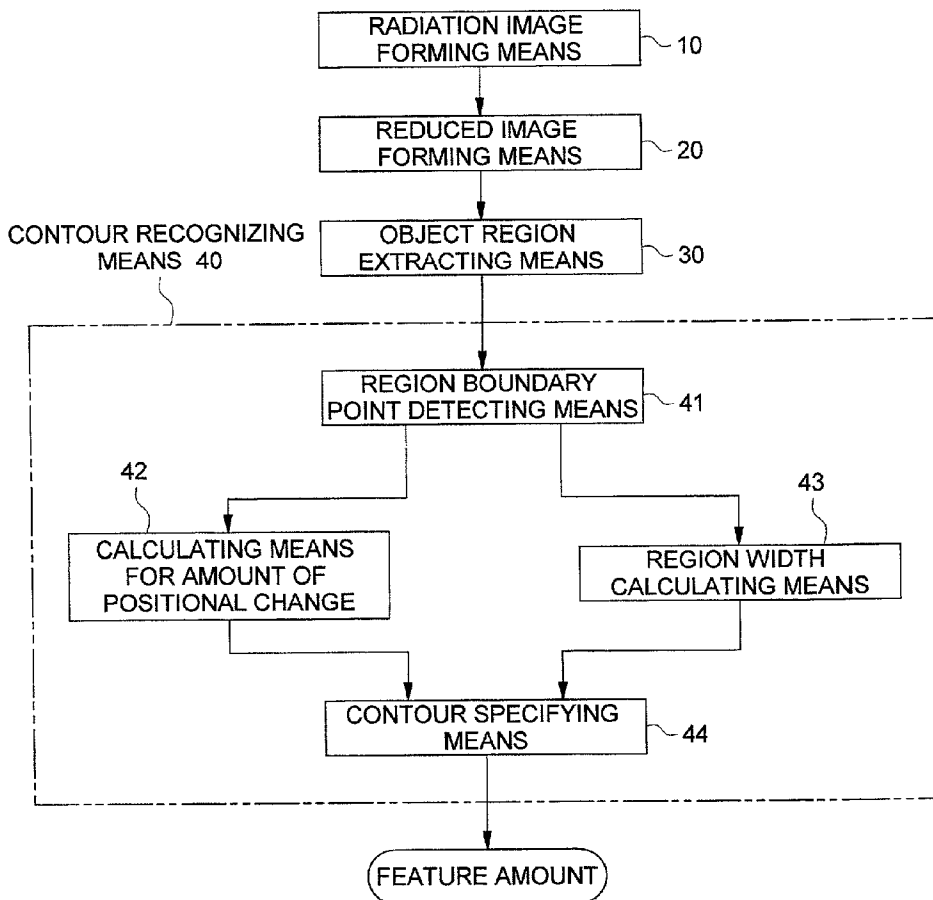 RADIATION IMAGE
FORMING MEANS
10
REDUCED IMAGE
FORMING MEANS
20
OBJECT REGION
EXTRACTING MEANS
30
CONTOUR RECOGNIZING
MEANS 40
REGION BOUNDARY
POINT DETECTING MEANS
41
42
CALCULATING MEANS
FOR AMOUNT OF
POSITIONAL CHANGE
43
REGION WIDTH
CALCULATING MEANS
CONTOUR SPECIFYING
MEANS
44
FEATURE AMOUNT